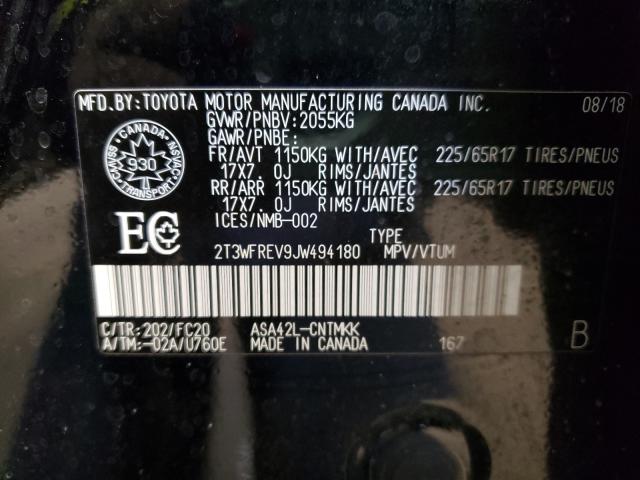 MFD.BY:TOYOTA MOTOR MANUFACTURING CANADA INC. 08/18
GVWR/PNBV:2055KG
GAWR/PNBE:
FR/AVT 1150KG WITH/AVEC 225/65R17 TIRES/PNEUS
17X7.0J RIMS/JANTES
RR/ARR 1150KG WITH/AVEC 225/65R17 TIRES/PNEUS
17X7.0J RIMS/JANTES
ICES/NMB-002
CANADA
CMVSS
NSVAC
930
TRANSPORT
EC
TYPE
2T3WFREV9JW494180 MPV/VTUM
C/TR:202/FC20 ASA42L-CNTMKK
A/TM:-02A/U760E MADE IN CANADA 167 B